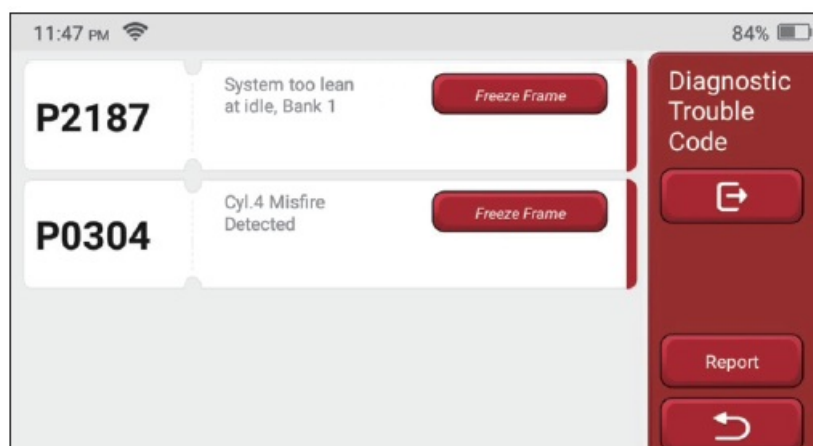 11:47 PM
84%
P2187
System too lean
at idle, Bank 1
Freeze Frame
P0304
Cyl.4 Misfire
Detected
Freeze Frame
Diagnostic
Trouble
Code
Report